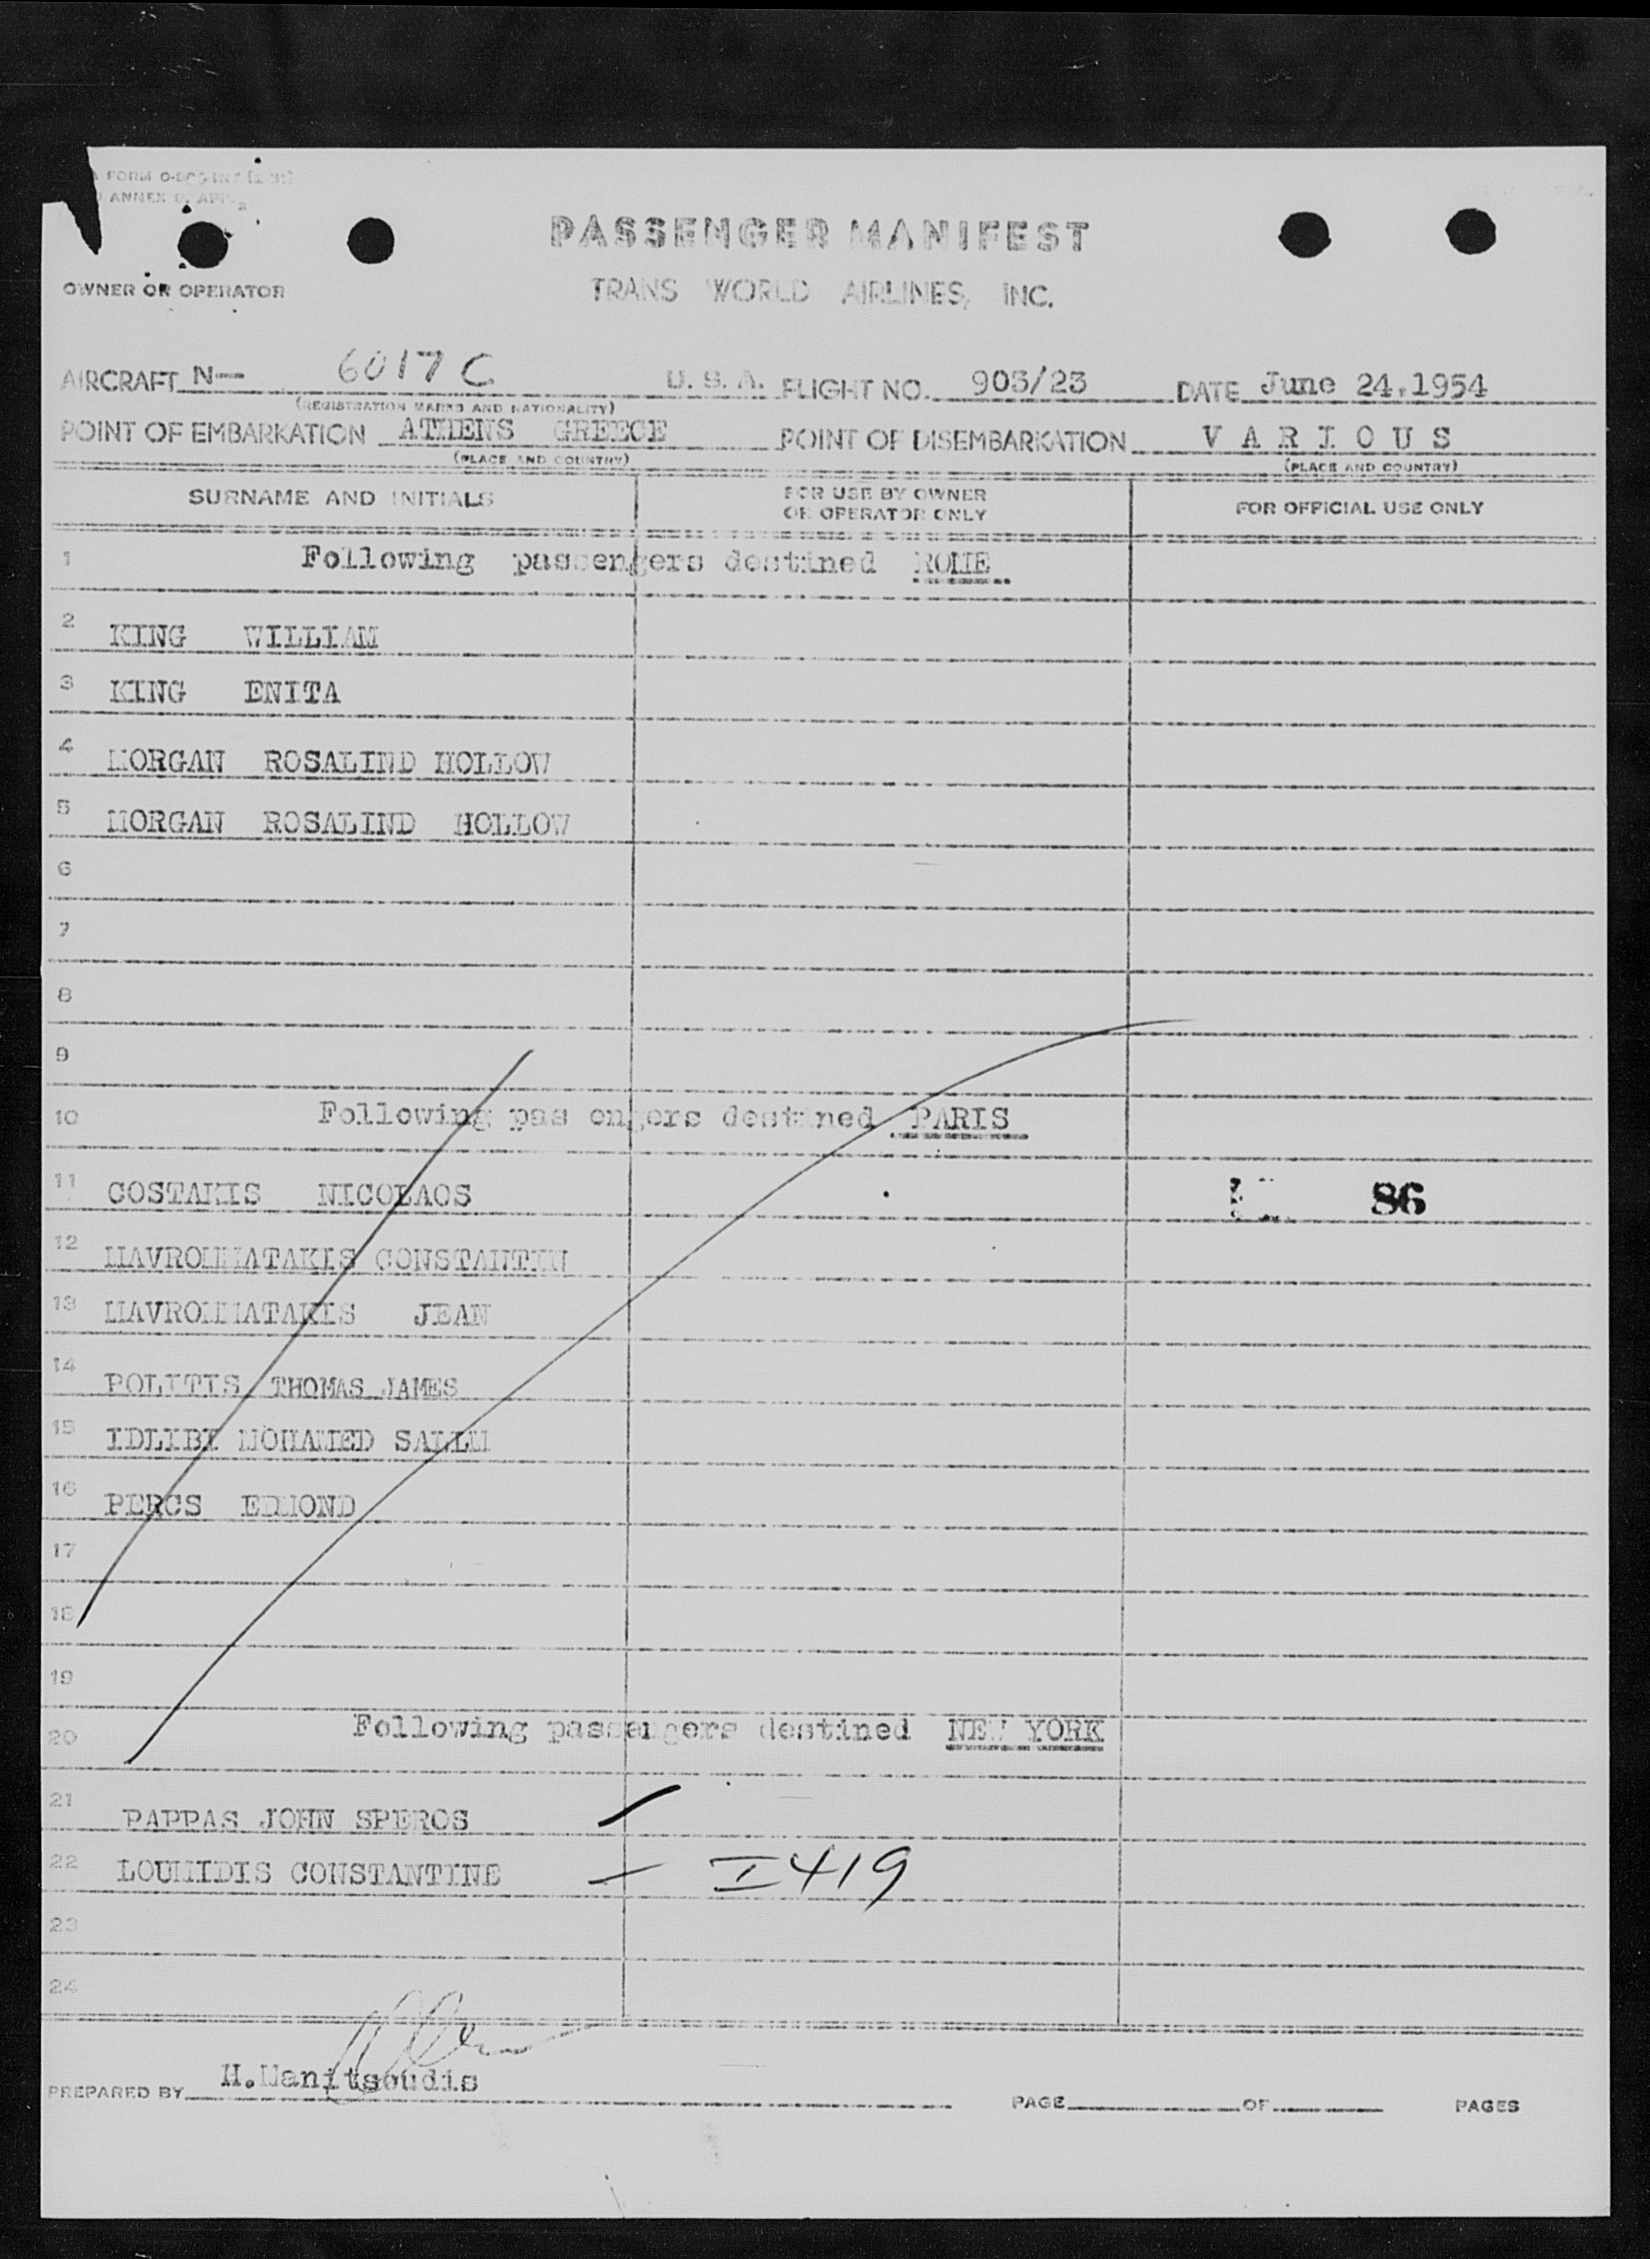 PASSENGER MANIFEST
OWNER OR OPERATOR TRANS WORLD AIRLINES, INC.
AIRCRAFT N— 6017 C U. S. A. FLIGHT NO. 903/23 DATE June 24,1954
(REGISTRATION MARKS AND NATIONALITY)
POINT OF EMBARKATION ATHENS GREECE POINT OF DISEMBARKATION V A R I O U S
(PLACE AND COUNTRY) (PLACE AND COUNTRY)
SURNAME AND INITIALS FOR USE BY OWNER OR OPERATOR ONLY FOR OFFICIAL USE ONLY
1 Following passengers destined ROME
2 KING WILLIAM
3 KING ENITA
4 MORGAN ROSALIND HOLLOW
5 MORGAN ROSALIND HOLLOW
6
7
8
9
10 Following passengers destined PARIS
11 COSTAKIS NICOLAOS 86
12 MAVROMMATAKIS CONSTANTIN
13 MAVROMMATAKIS JEAN
14 POLITIS THOMAS JAMES
15 IDLIBI MOHAMED SALLM
16 PERCS EDMOND
17
18
19
20 Following passengers destined NEW YORK
21 PAPPAS JOHN SPEROS
22 LOUMIDIS CONSTANTINE — I419
23
24
PREPARED BY H.Manitsoudis PAGE OF PAGES